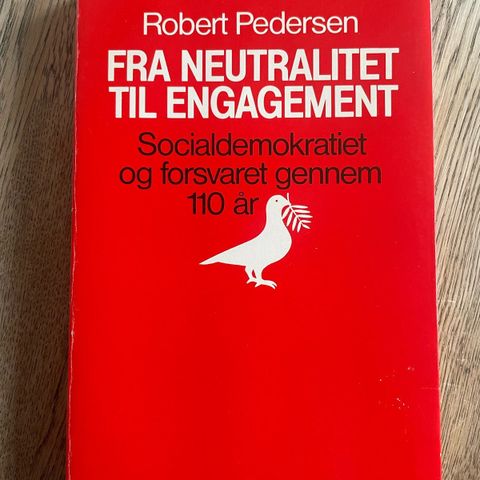 Robert Pedersen
FRA NEUTRALITET
TIL ENGAGEMENT
Socialdemokratiet
og forsvaret gennem
110 år